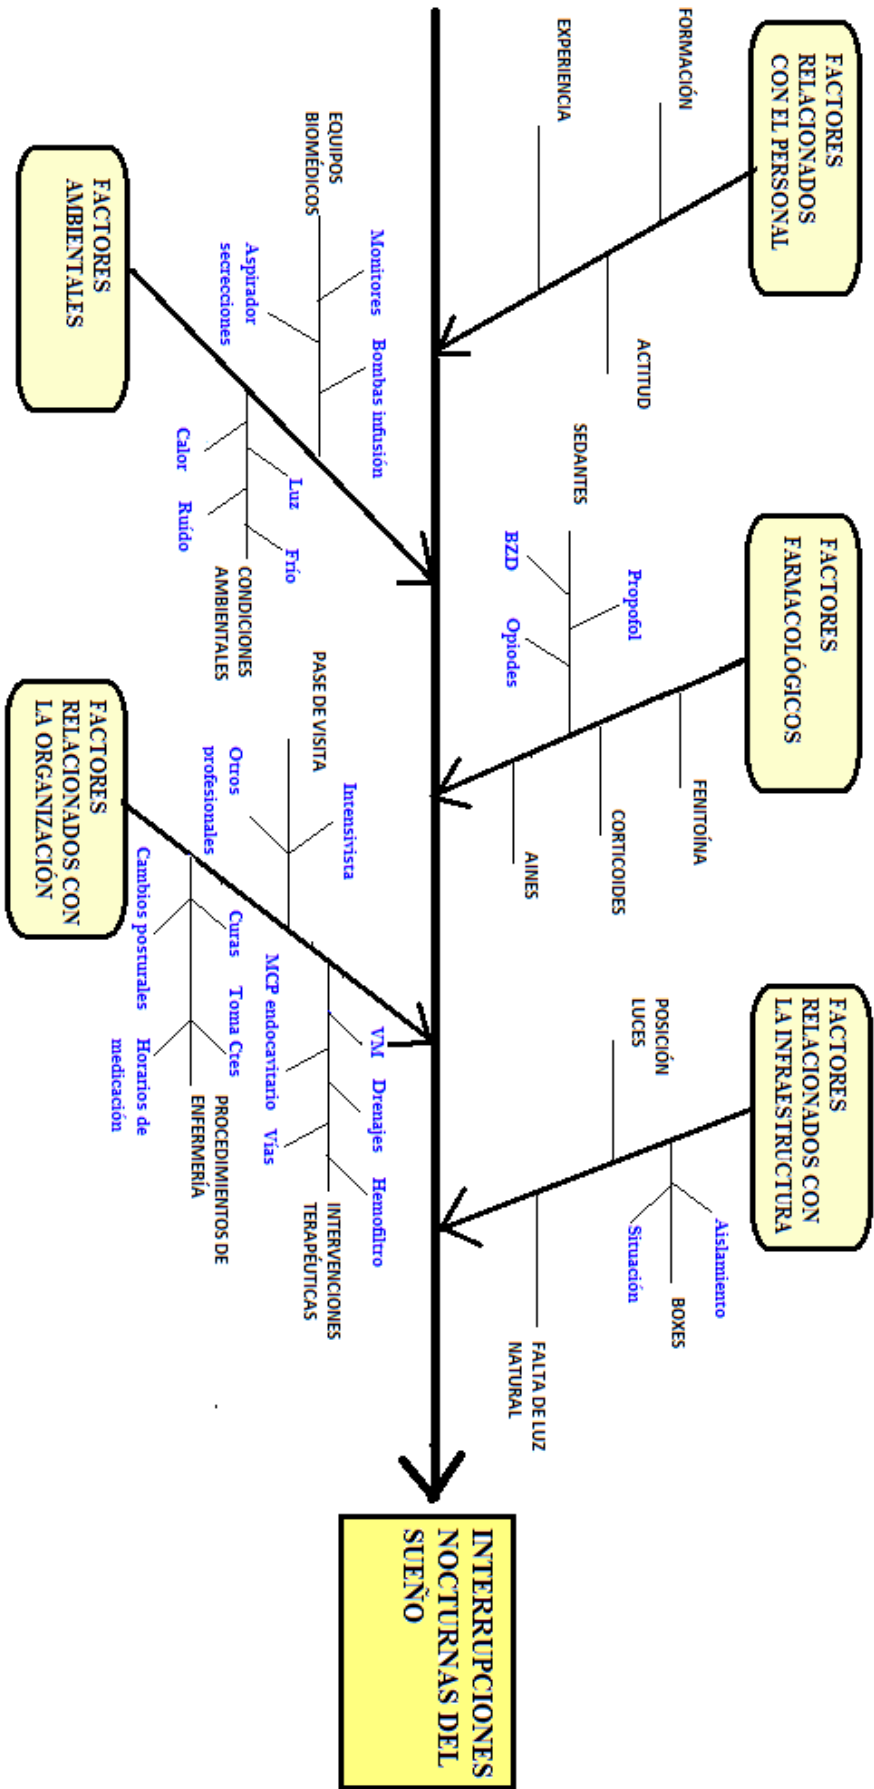 FACTORES
RELACIONADOS
CON EL PERSONAL
FORMACIÓN
EXPERIENCIA
ACTITUD
FACTORES
FARMACOLÓGICOS
SEDANTES
Propofol
BZD
Opiodes
FENITOÍNA
CORTICOIDES
AINES
FACTORES
RELACIONADOS CON
LA INFRAESTRUCTURA
POSICIÓN
LUCES
Aislamiento
Situación
BOXES
FALTA DE LUZ
NATURAL
EQUIPOS
BIOMÉDICOS
Monitores
Bombas infusión
Aspirador
secrecciones
Luz
Frío
Calor
Ruído
CONDICIONES
AMBIENTALES
FACTORES
AMBIENTALES
PASE DE VISITA
Intensivista
Otros
profesionales
VM
Drenajes
Hemofiltro
MCP endocavitario
Vías
INTERVENCIONES
TERAPÉUTICAS
Curas
Toma Ctes
Cambios posturales
Horarios de
medicación
PROCEDIMIENTOS DE
ENFERMERÍA
FACTORES
RELACIONADOS CON
LA ORGANIZACIÓN
INTERRUPCIONES
NOCTURNAS DEL
SUEÑO